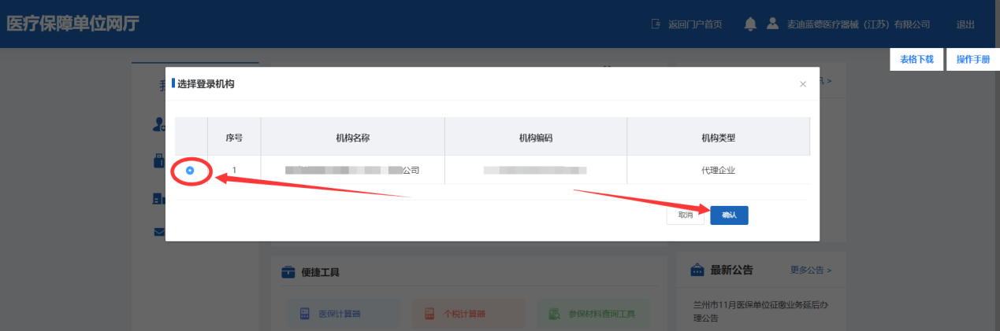 医疗保障单位网厅
返回门户首页 麦迪蓝德医疗器械（江苏）有限公司 退出
表格下载 操作手册
选择登录机构
序号 机构名称 机构编码 机构类型
1 公司 代理企业
取消 确认
便捷工具
医保计算器 个税计算器 参保材料查询工具
最新公告 更多公告 >
兰州市11月医保单位征缴业务延后办
理公告